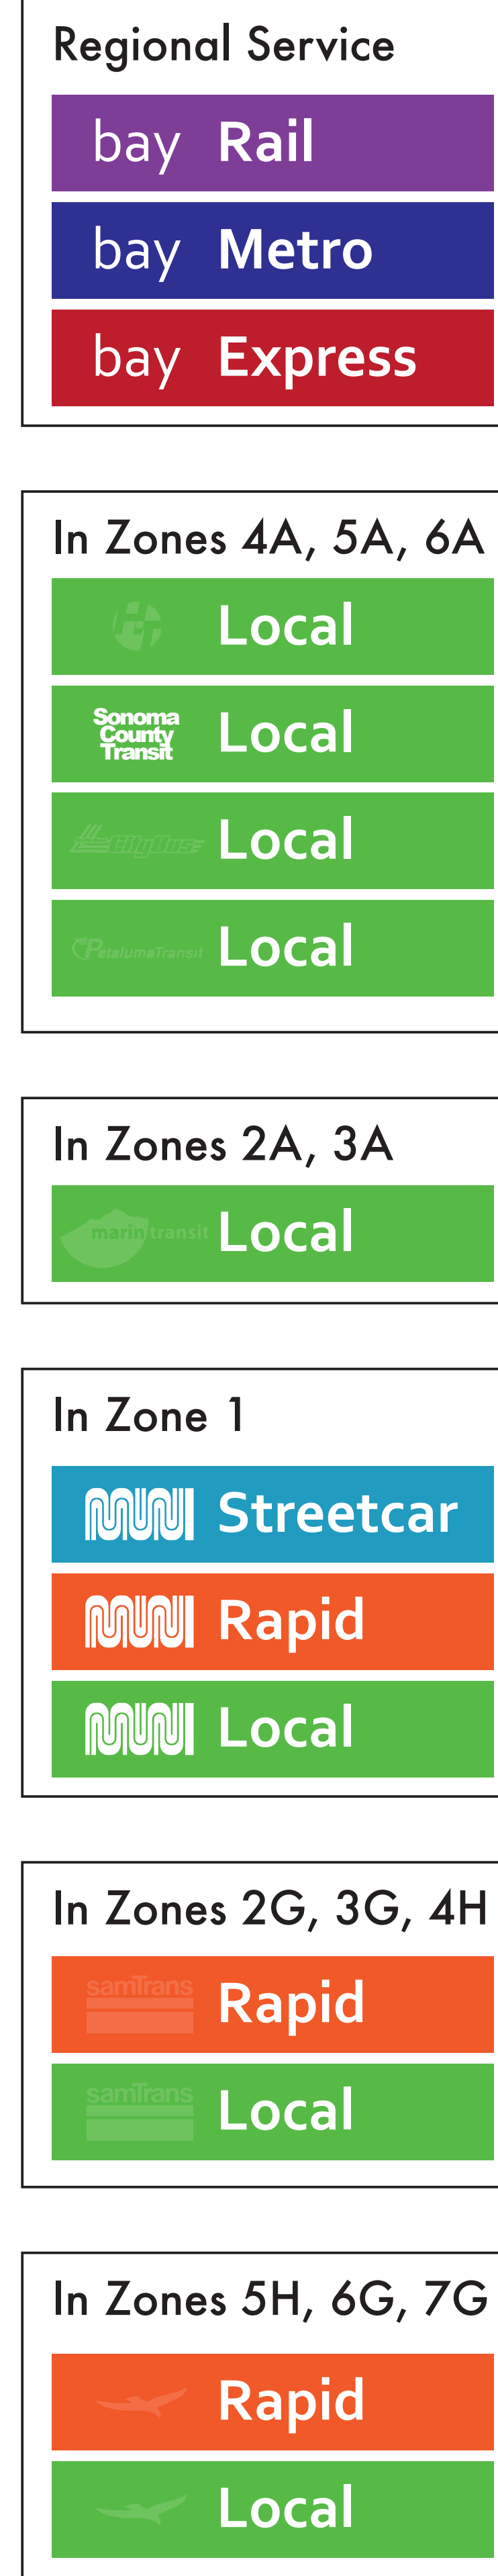 Regional Service
bay Rail
bay Metro
bay Express
In Zones 4A, 5A, 6A
Local
Sonoma
County
Transit
Local
CityBus Local
PetalumaTransit Local
In Zones 2A, 3A
marin transit Local
In Zone 1
MUNI Streetcar
MUNI Rapid
MUNI Local
In Zones 2G, 3G, 4H
samTrans Rapid
samTrans Local
In Zones 5H, 6G, 7G
Rapid
Local